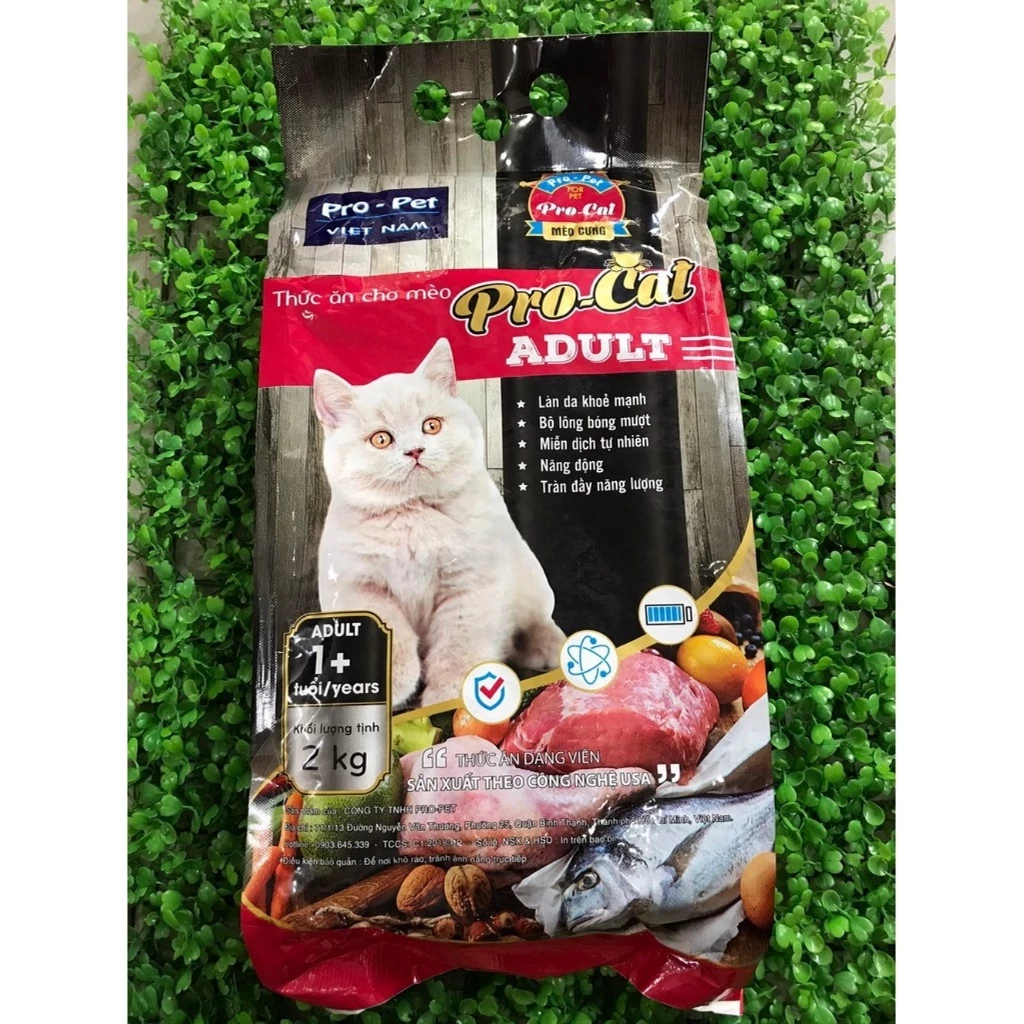 Pro - Pet
VIỆT NAM
Pro - Pet
FOR
PET
Pro-Cat
MÈO CƯNG
Thức ăn cho mèo
Pro-Cat
ADULT
★ Làn da khoẻ mạnh
★ Bộ lông bóng mượt
★ Miễn dịch tự nhiên
★ Năng động
★ Tràn đầy năng lượng
ADULT
1+
tuổi/years
Khối lượng tịnh
2 kg
“ THỨC ĂN DẠNG VIÊN
SẢN XUẤT THEO CÔNG NGHỆ USA ”
Sản phẩm của : CÔNG TY TNHH PRO-PET
Địa chỉ : 11/1/13 Đường Nguyễn Văn Thương, Phường 25, Quận Bình Thạnh, Thành phố Hồ Chí Minh, Việt Nam.
Hotline : 0903.645.339 - TCCS: NSX & HSD : In trên bao bì
Điều kiện bảo quản : Để nơi khô ráo, tránh ánh nắng trực tiếp